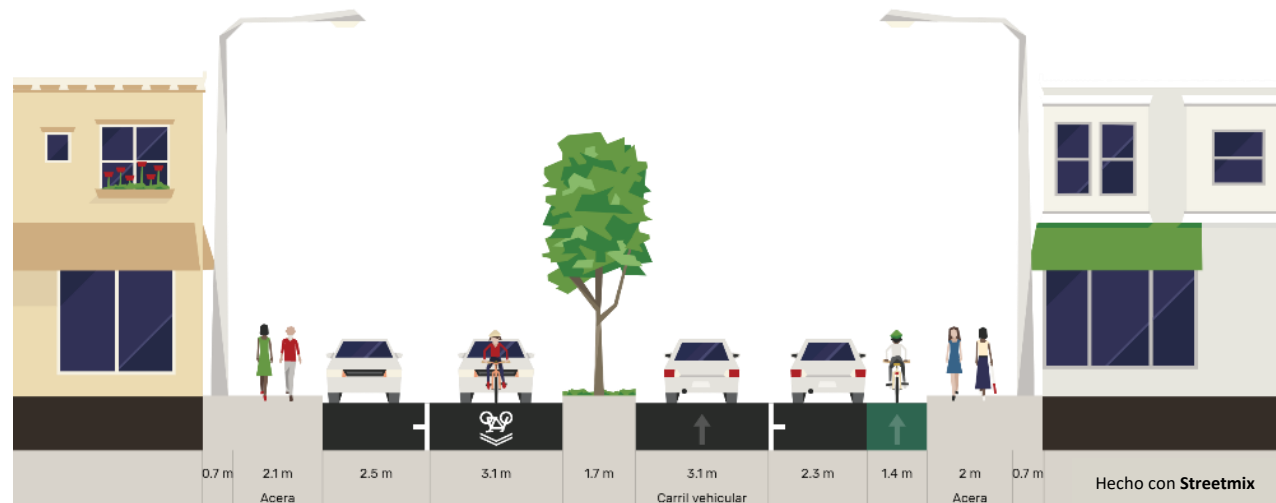 0.7 m
2.1 m
2.5 m
3.1 m
1.7 m
3.1 m
2.3 m
1.4 m
2 m
0.7 m
Acera
Carril vehicular
Acera
Hecho con Streetmix